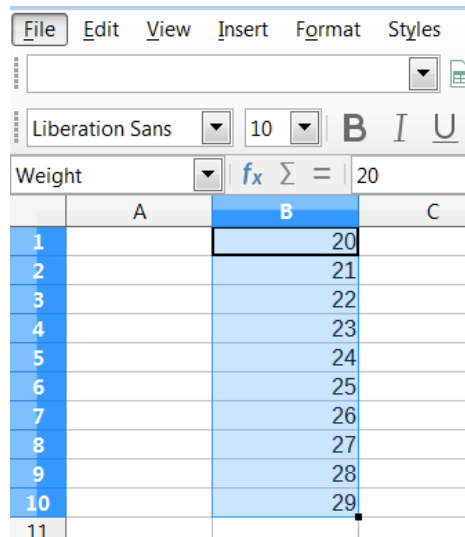 File Edit View Insert Format Styles
Liberation Sans 10 B I U
Weight fx Σ = 20
A B C
1 20
2 21
3 22
4 23
5 24
6 25
7 26
8 27
9 28
10 29
11